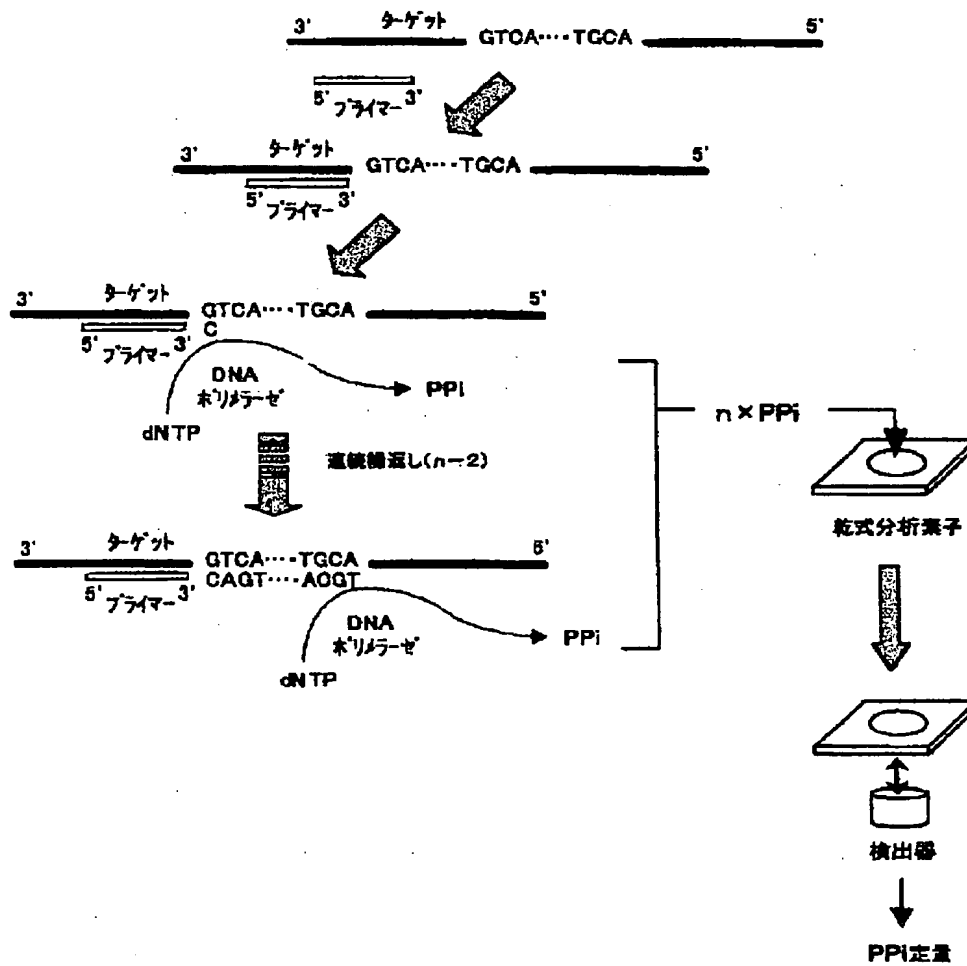 3' ターゲット 5'
GTCA‥‥TGCA
5' プライマー 3'
3' ターゲット 5'
GTCA‥‥TGCA
5' プライマー 3'
3' ターゲット 5'
GTCA‥‥TGCA
C
5' プライマー 3'
DNA
ポリメラーゼ
PPi
dNTP
連続繰返し(n-2)
n×PPi
乾式分析素子
3' ターゲット 5'
GTCA‥‥TGCA
CAGT‥‥ACGT
5' プライマー 3'
DNA
ポリメラーゼ
PPi
dNTP
検出器
PPi定量